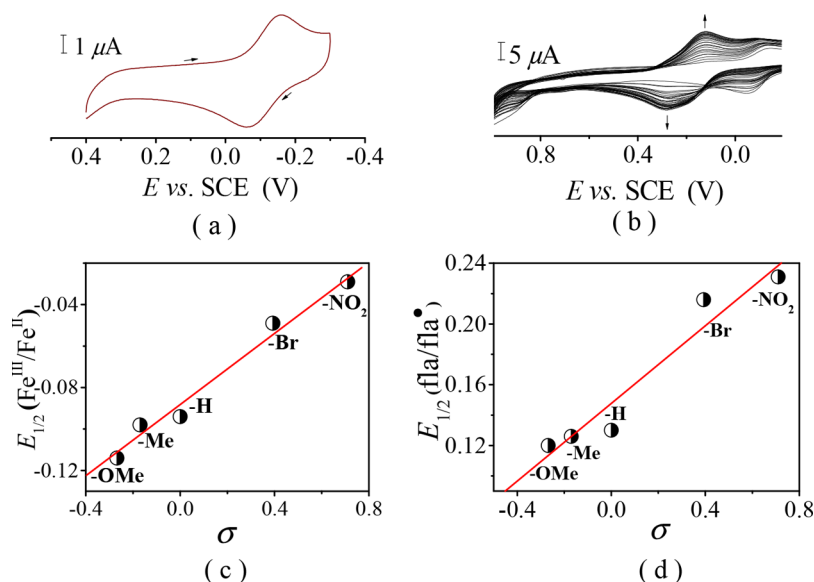 1 μA
0.4 0.2 0.0 -0.2 -0.4
E vs. SCE (V)
( a )
5 μA
0.8 0.4 0.0
E vs. SCE (V)
( b )
-0.04
-0.08
-0.12
E1/2 (FeIII/FeII)
-NO2
-Br
-H
-Me
-OMe
-0.4 0.0 0.4 0.8
σ
( c )
0.24
0.20
0.16
0.12
E1/2 (fla/fla•)
-NO2
-Br
-H
-Me
-OMe
-0.4 0.0 0.4 0.8
σ
( d )